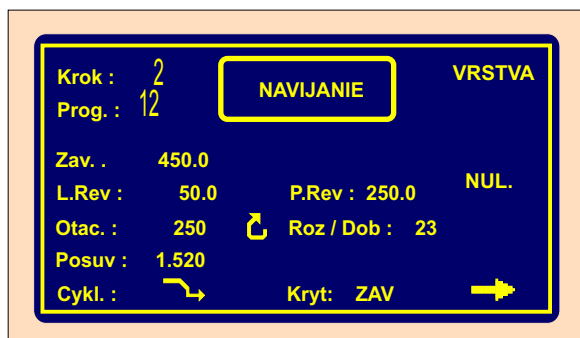 Krok : 2 NAVIJANIE VRSTVA
Prog. : 12
Zav. . 450.0
L.Rev : 50.0 P.Rev : 250.0 NUL.
Otac. : 250 Roz / Dob : 23
Posuv : 1.520
Cykl. : Kryt: ZAV